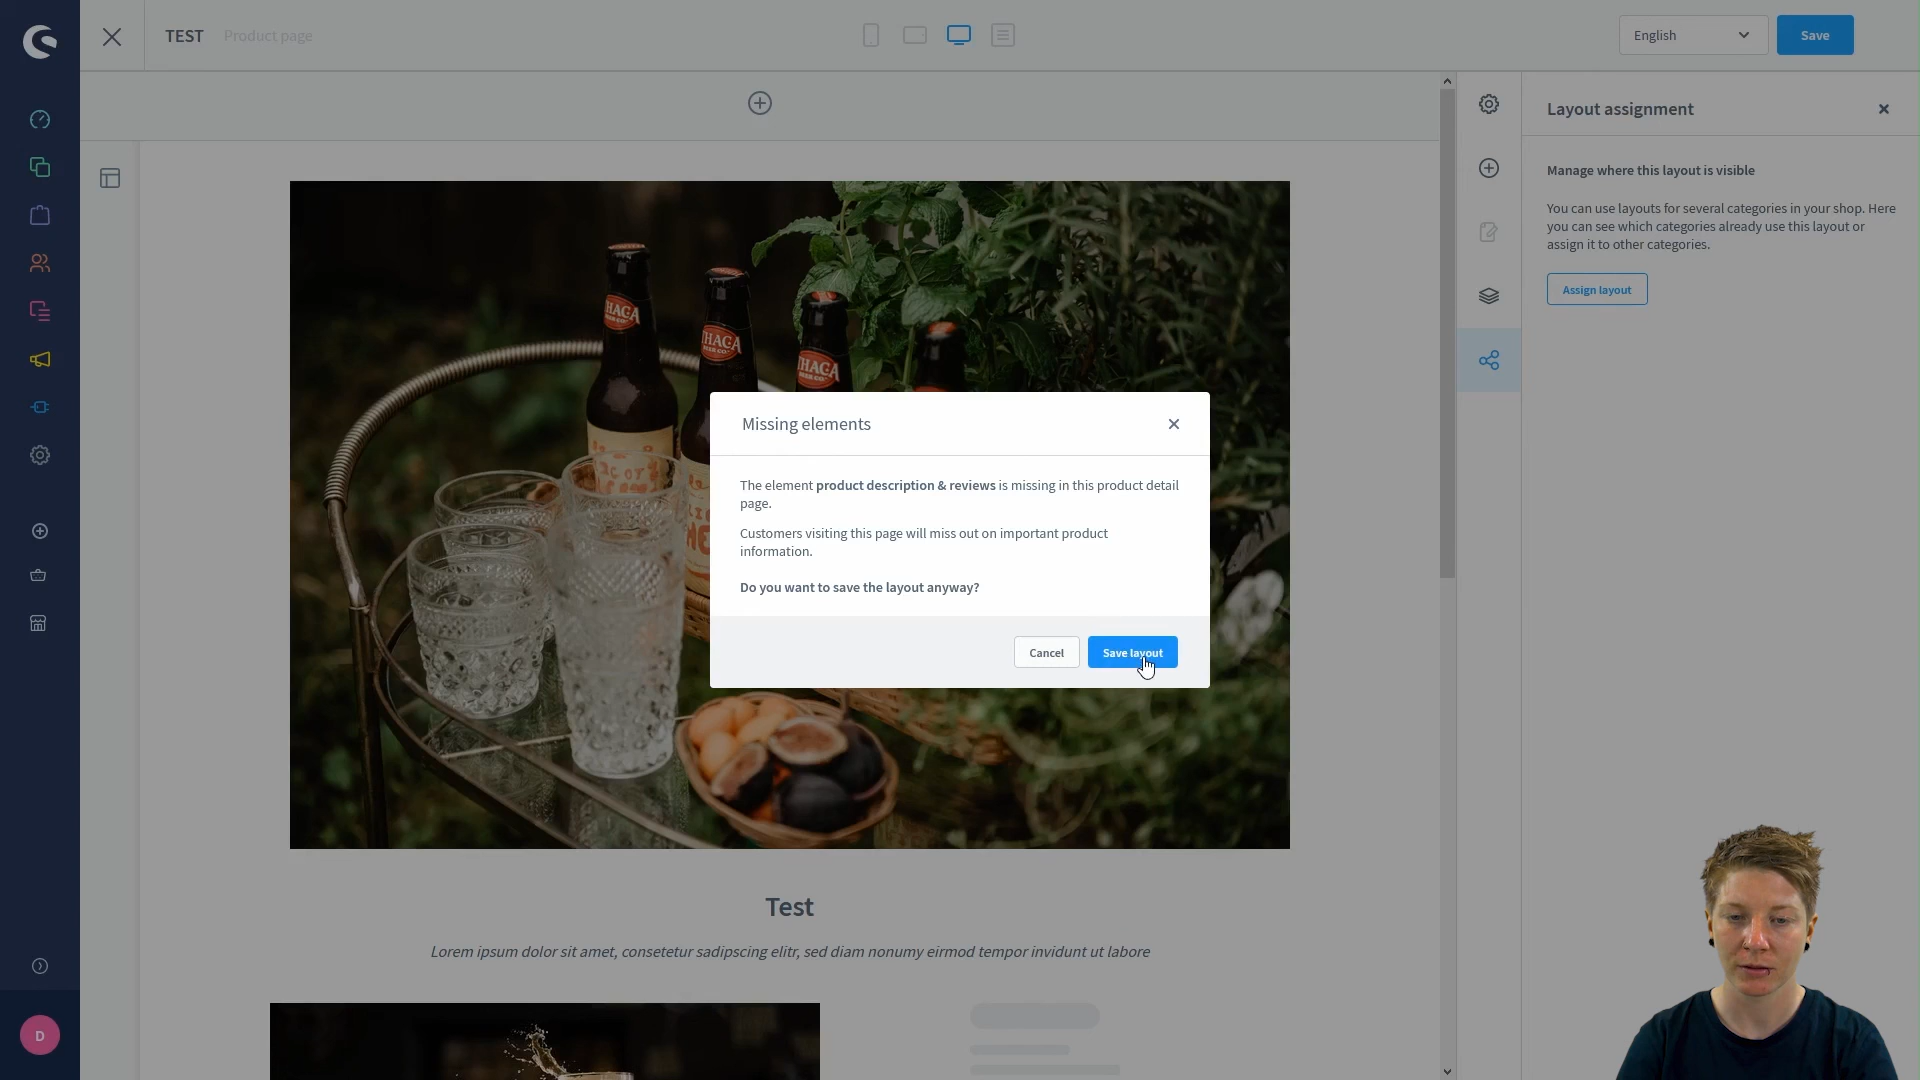 TEST
Product page
English
Save
Layout assignment
Manage where this layout is visible
You can use layouts for several categories in your shop. Here
you can see which categories already use this layout or
assign it to other categories.
Assign layout
Missing elements
The element product description & reviews is missing in this product detail
page.
Customers visiting this page will miss out on important product
information.
Do you want to save the layout anyway?
Cancel
Save layout
Test
Lorem ipsum dolor sit amet, consetetur sadipscing elitr, sed diam nonumy eirmod tempor invidunt ut labore
D